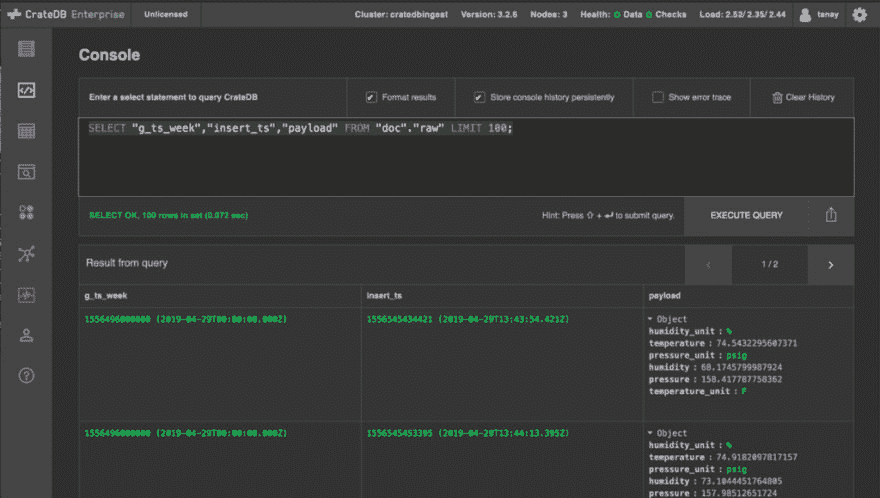 CrateDB Enterprise Unlicensed Cluster: cratedbingest Version: 3.2.6 Nodes: 3 Health: Data Checks Load: 2.52/ 2.35/ 2.44 tanay
Console
Enter a select statement to query CrateDB Format results Store console history persistently Show error trace Clear History
SELECT "g_ts_week","insert_ts","payload" FROM "doc"."raw" LIMIT 100;
SELECT OK, 100 rows in set (0.072 sec) Hint: Press ⇧ + ↵ to submit query. EXECUTE QUERY
Result from query 1 / 2
g_ts_week insert_ts payload
1556496000000 (2019-04-29T00:00:00.000Z) 1556545434421 (2019-04-29T13:43:54.421Z) Object
humidity_unit : %
temperature : 74.5432295607371
pressure_unit : psig
humidity : 68.1745799987924
pressure : 158.417787758362
temperature_unit : F
1556496000000 (2019-04-29T00:00:00.000Z) 1556545453395 (2019-04-29T13:44:13.395Z) Object
humidity_unit : %
temperature : 74.9182097817157
pressure_unit : psig
humidity : 73.1044451764805
pressure : 157.98512651724